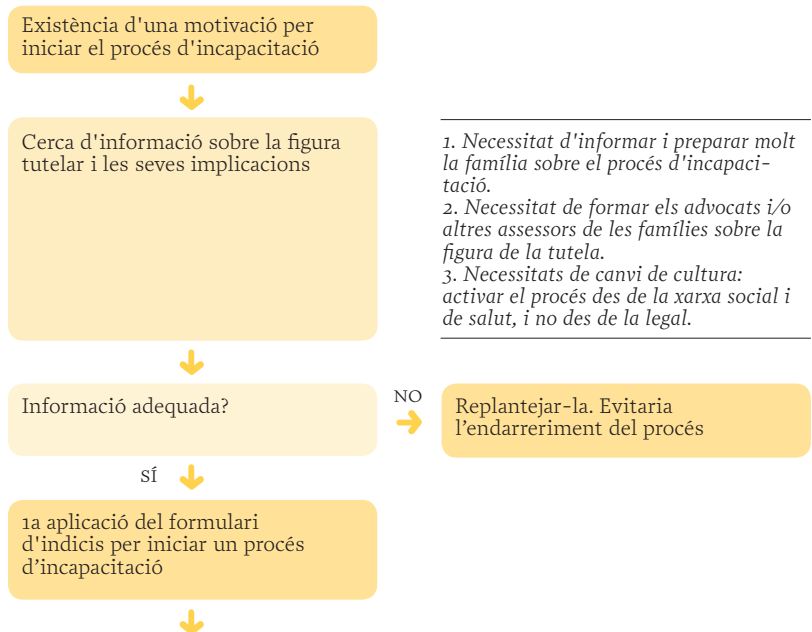 Existència d'una motivació per
iniciar el procés d'incapacitació
Cerca d'informació sobre la figura
tutelar i les seves implicacions
1. Necessitat d'informar i preparar molt
la família sobre el procés d'incapaci-
tació.
2. Necessitat de formar els advocats i/o
altres assessors de les famílies sobre la
figura de la tutela.
3. Necessitats de canvi de cultura:
activar el procés des de la xarxa social i
de salut, i no des de la legal.
Informació adequada?
NO
Replantejar-la. Evitaria
l’endarreriment del procés
SÍ
1a aplicació del formulari
d'indicis per iniciar un procés
d’incapacitació